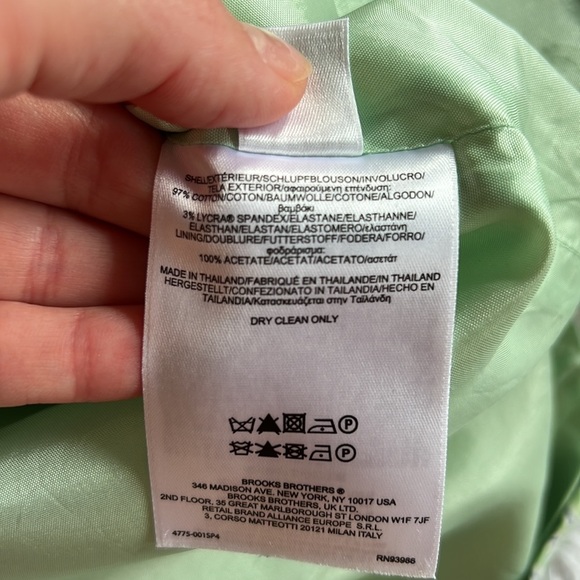 SHELL/EXTÉRIEUR/SCHLUPFBLOUSON/INVOLUCRO/
TELA EXTERIOR/αφαιρούμενη επένδυση:
97% COTTON/COTON/BAUMWOLLE/COTONE/ALGODON/
βαμβάκι
3% LYCRA® SPANDEX/ELASTANE/ELASTHANNE/
ELASTHAN/ELASTAN/ELASTOMERO/ελαστάνη
LINING/DOUBLURE/FUTTERSTOFF/FODERA/FORRO/
φοδράρισμα:
100% ACETATE/ACETAT/ACETATO/ασετάτ
MADE IN THAILAND/FABRIQUÉ EN THAILANDE/IN THAILAND
HERGESTELLT/CONFEZIONATO IN THAILANDIA/HECHO EN
TAILANDIA/Κατασκευάζεται στην Ταϊλάνδη
DRY CLEAN ONLY
P
P
BROOKS BROTHERS ®
346 MADISON AVE. NEW YORK, NY 10017 USA
BROOKS BROTHERS, UK LTD.
2ND FLOOR, 35 GREAT MARLBOROUGH ST LONDON W1F 7JF
RETAIL BRAND ALLIANCE EUROPE S.R.L.
3, CORSO MATTEOTTI 20121 MILAN ITALY
4775-001SP4
RN93986